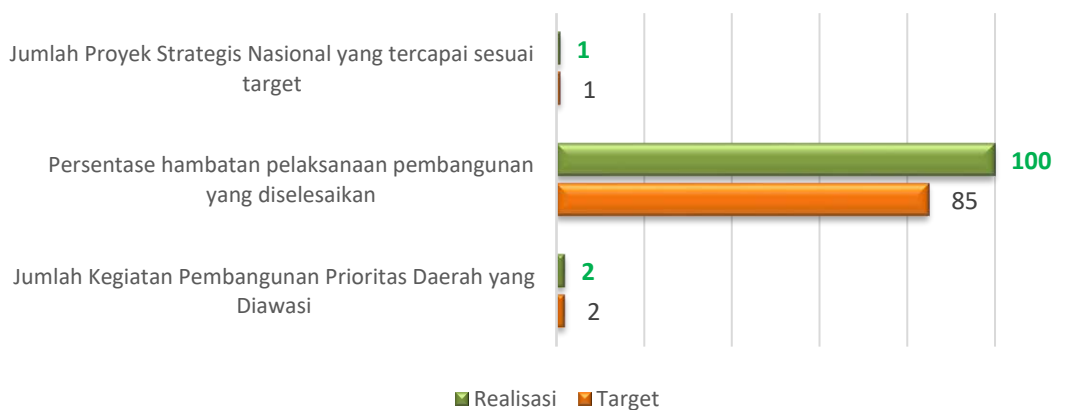 Jumlah Proyek Strategis Nasional yang tercapai sesuai
target
1
1
Persentase hambatan pelaksanaan pembangunan
yang diselesaikan
100
85
Jumlah Kegiatan Pembangunan Prioritas Daerah yang
Diawasi
2
2
Realisasi Target